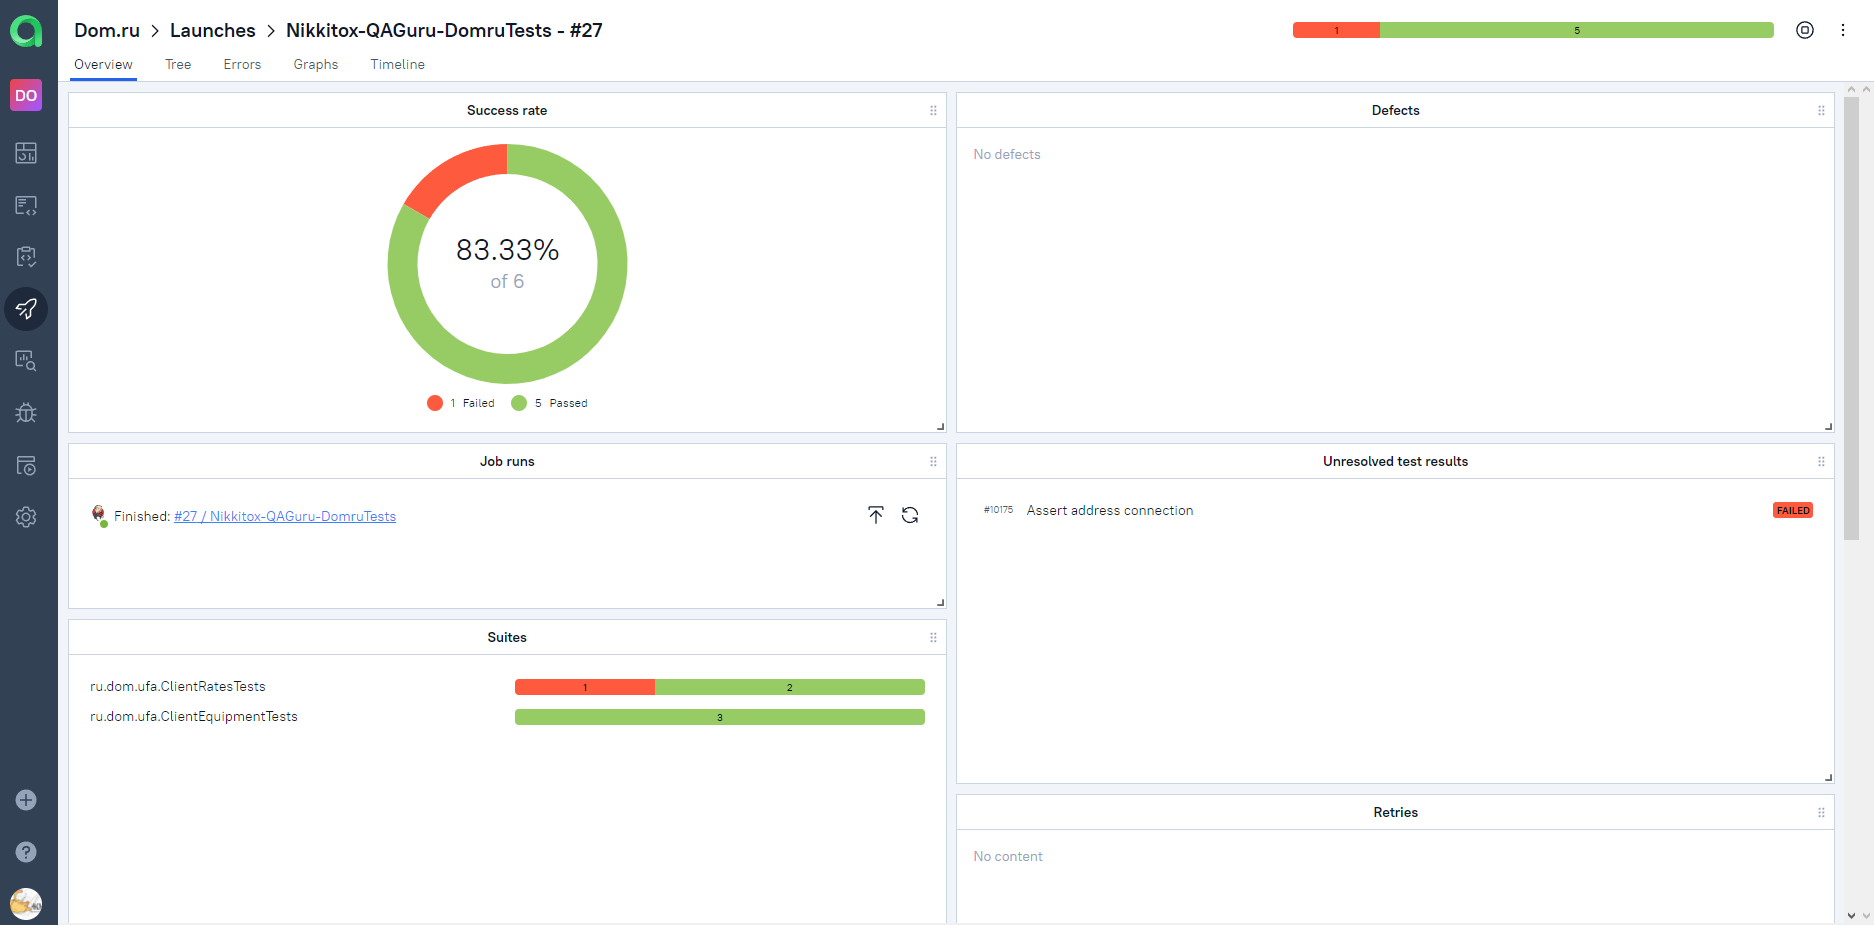 Dom.ru > Launches > Nikkitox-QAGuru-DomruTests - #27
1 5
Overview Tree Errors Graphs Timeline
DO
Success rate
83.33%
of 6
1 Failed 5 Passed
Defects
No defects
Job runs
Finished: #27 / Nikkitox-QAGuru-DomruTests
Unresolved test results
#10175 Assert address connection FAILED
Suites
ru.dom.ufa.ClientRatesTests 1 2
ru.dom.ufa.ClientEquipmentTests 3
Retries
No content